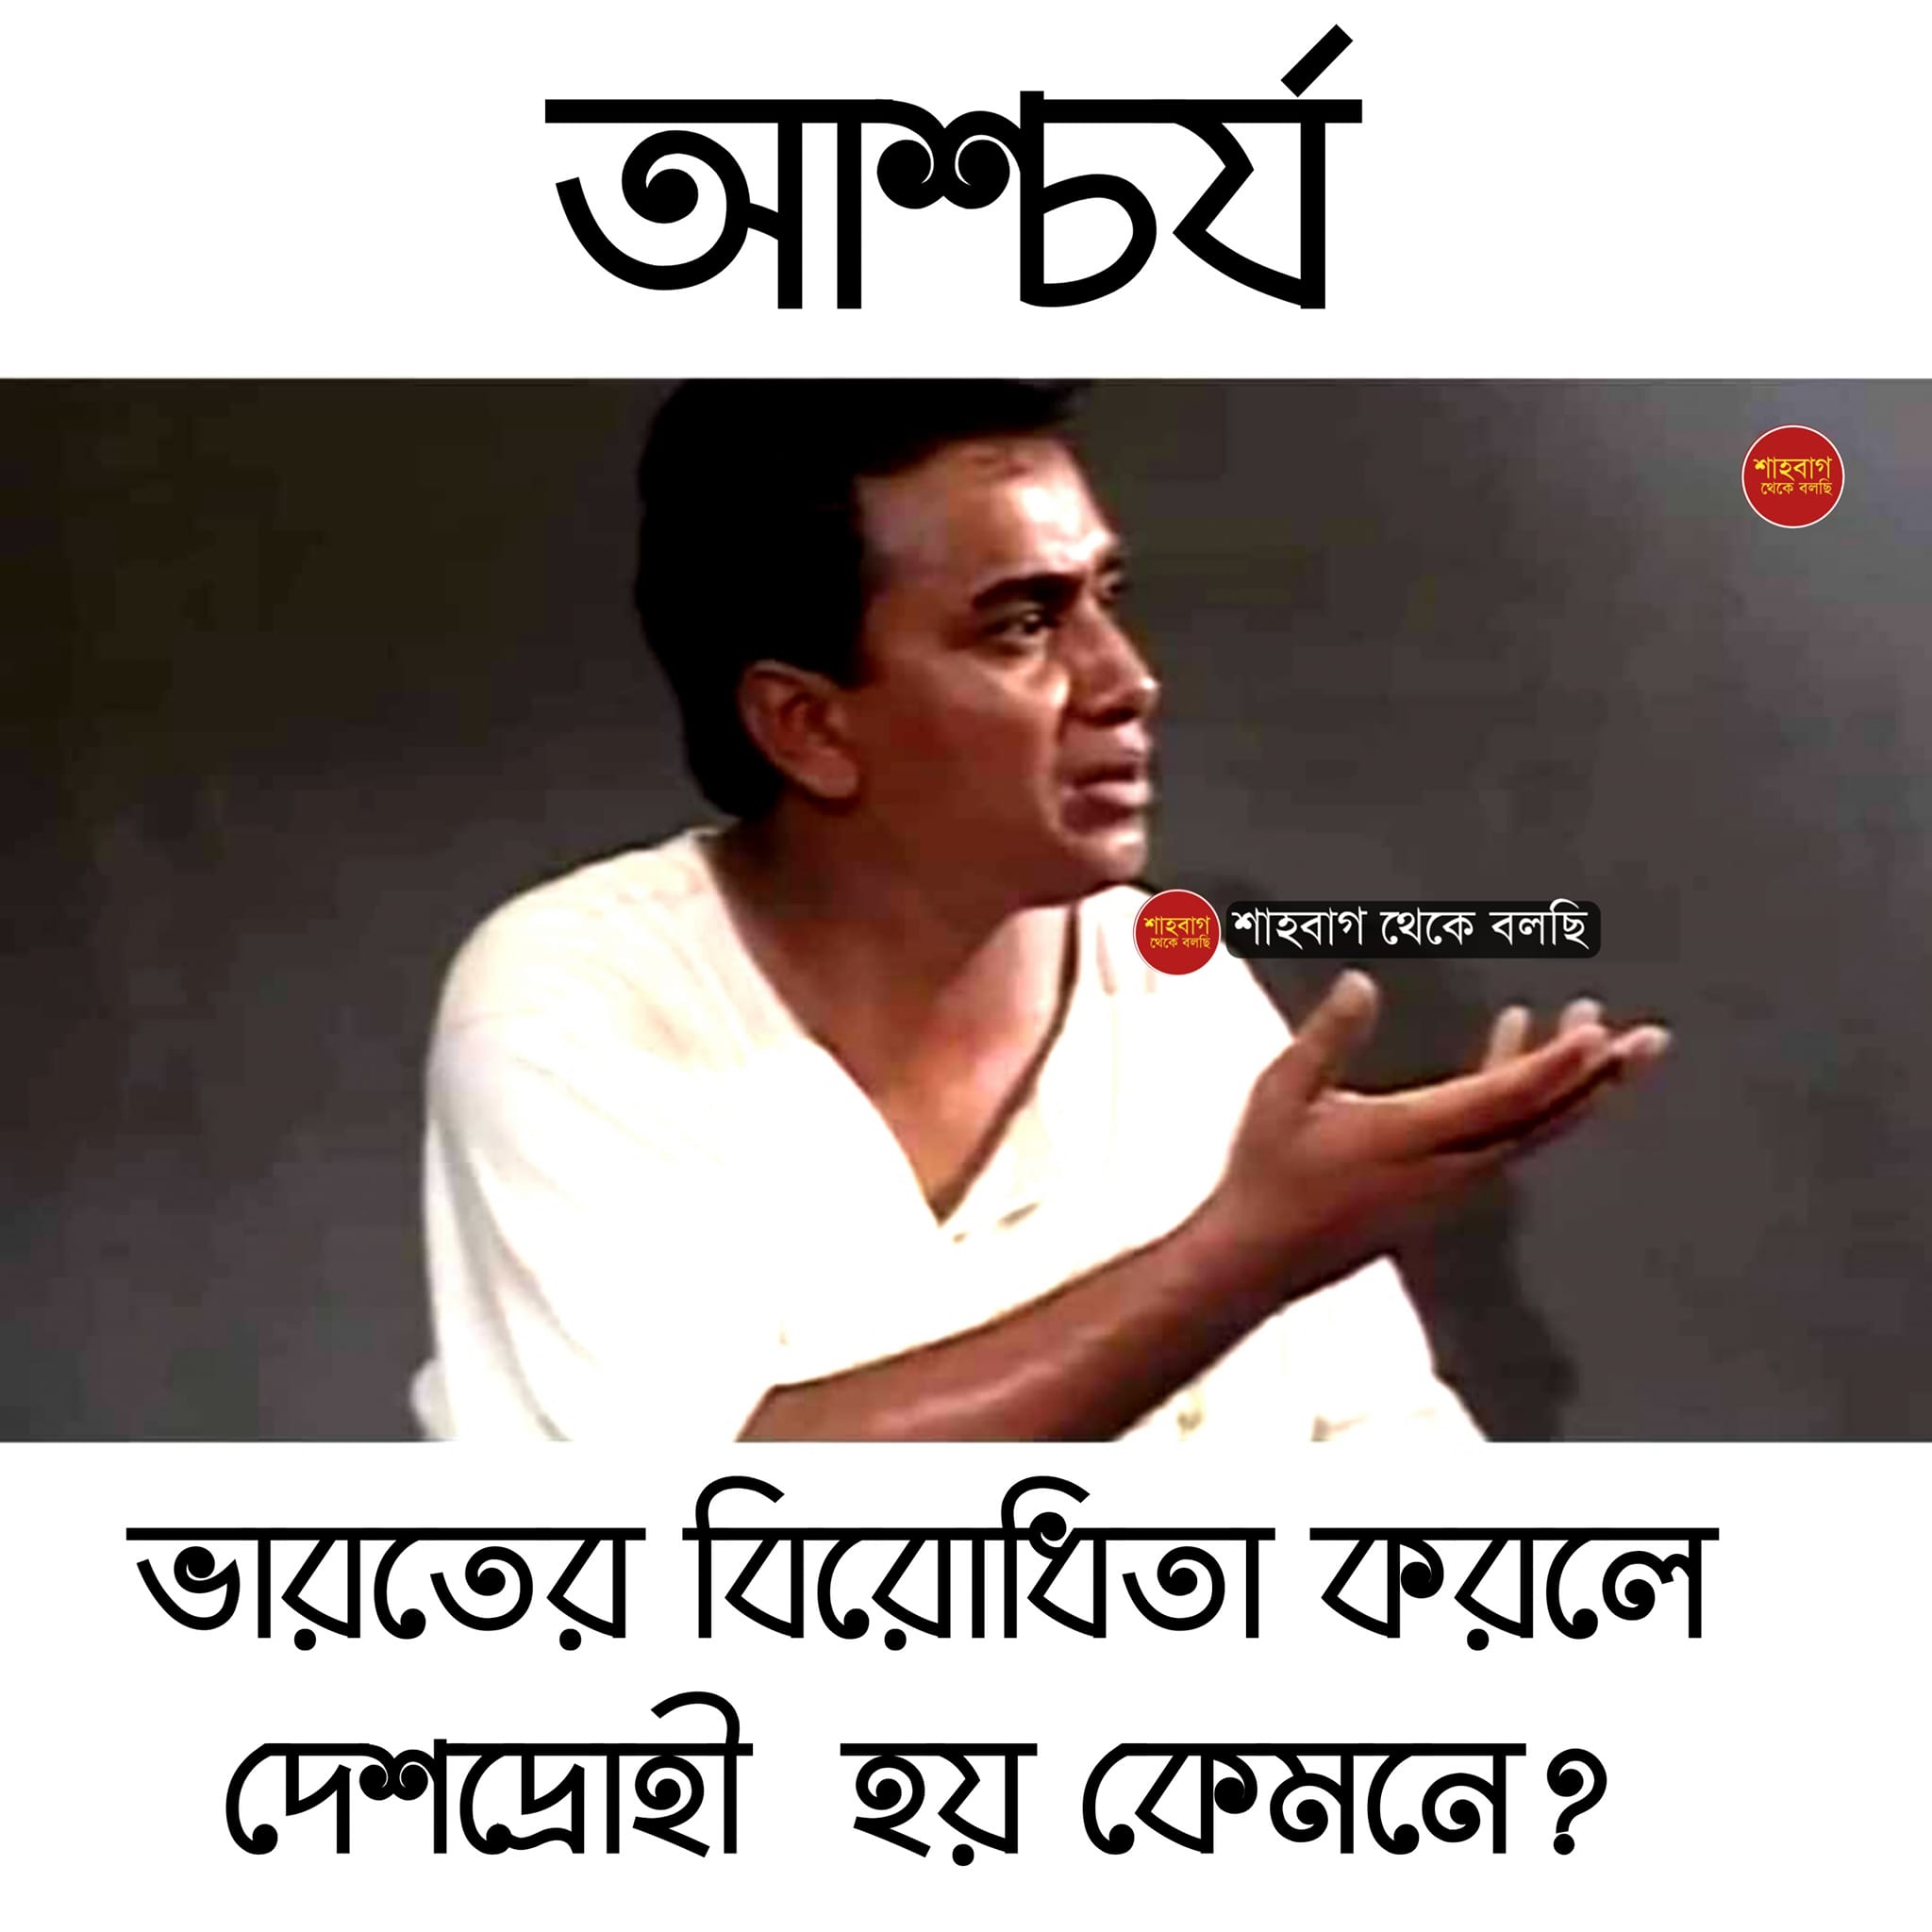 আশ্চর্য
শাহবাগ
থেকে বলছি
শাহবাগ
থেকে বলছি
শাহবাগ থেকে বলছি
ভারতের বিরোধিতা করলে
দেশদ্রোহী হয় কেমনে?